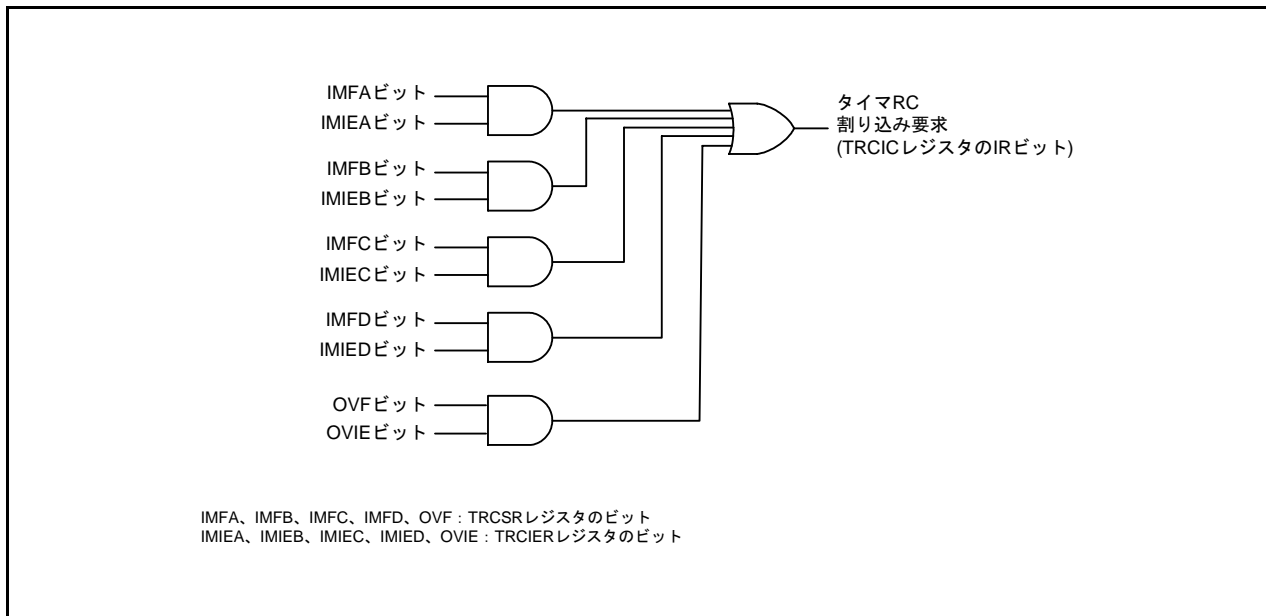 IMFAビット
IMIEAビット
IMFBビット
IMIEBビット
IMFCビット
IMIECビット
IMFDビット
IMIEDビット
OVFビット
OVIEビット
タイマRC
割り込み要求
(TRCICレジスタのIRビット)
IMFA、IMFB、IMFC、IMFD、OVF：TRCSRレジスタのビット
IMIEA、IMIEB、IMIEC、IMIED、OVIE：TRCIERレジスタのビット